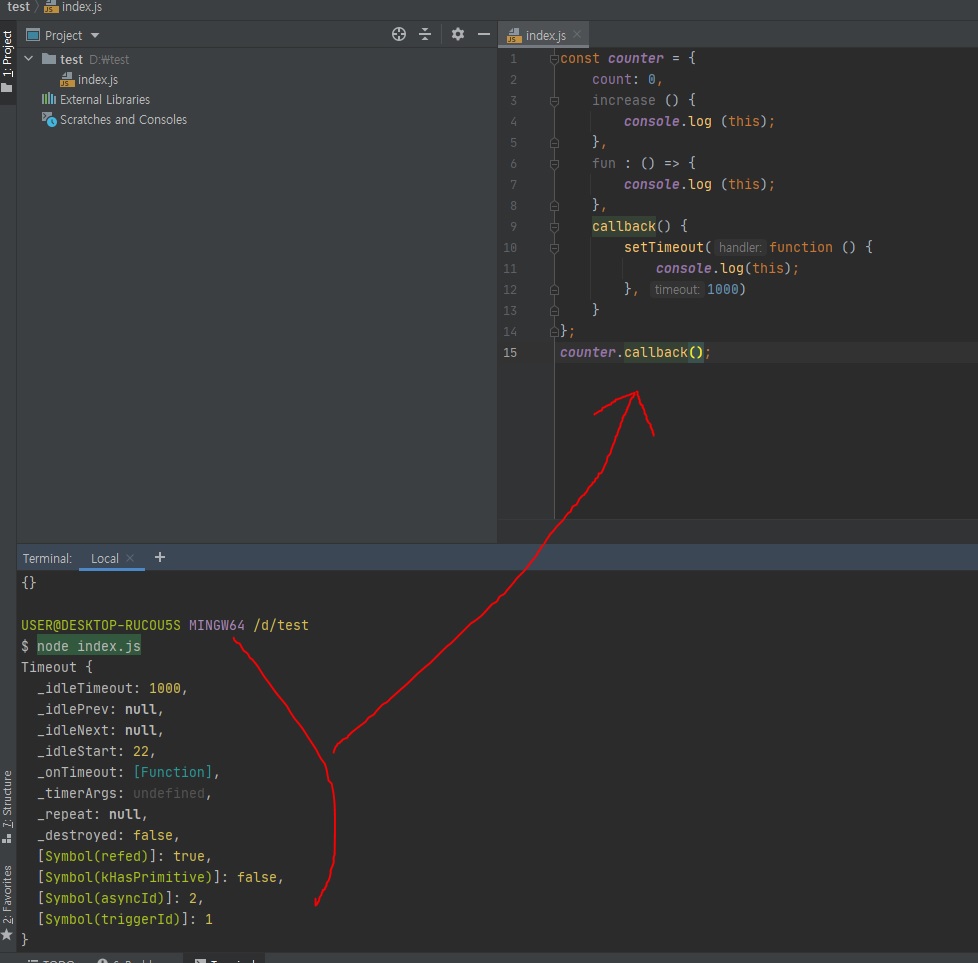 test index.js
Project
index.js
1: Project
test D:\test
index.js
External Libraries
Scratches and Consoles
1 const counter = {
2 count: 0,
3 increase () {
4 console.log (this);
5 },
6 fun : () => {
7 console.log (this);
8 },
9 callback() {
10 setTimeout( handler: function () {
11 console.log(this);
12 }, timeout: 1000)
13 }
14 };
15 counter.callback();
Terminal: Local +
{}
USER@DESKTOP-RUCOU5S MINGW64 /d/test
$ node index.js
Timeout {
_idleTimeout: 1000,
_idlePrev: null,
_idleNext: null,
_idleStart: 22,
_onTimeout: [Function],
_timerArgs: undefined,
_repeat: null,
_destroyed: false,
[Symbol(refed)]: true,
[Symbol(kHasPrimitive)]: false,
[Symbol(asyncId)]: 2,
[Symbol(triggerId)]: 1
}
7: Structure
2: Favorites